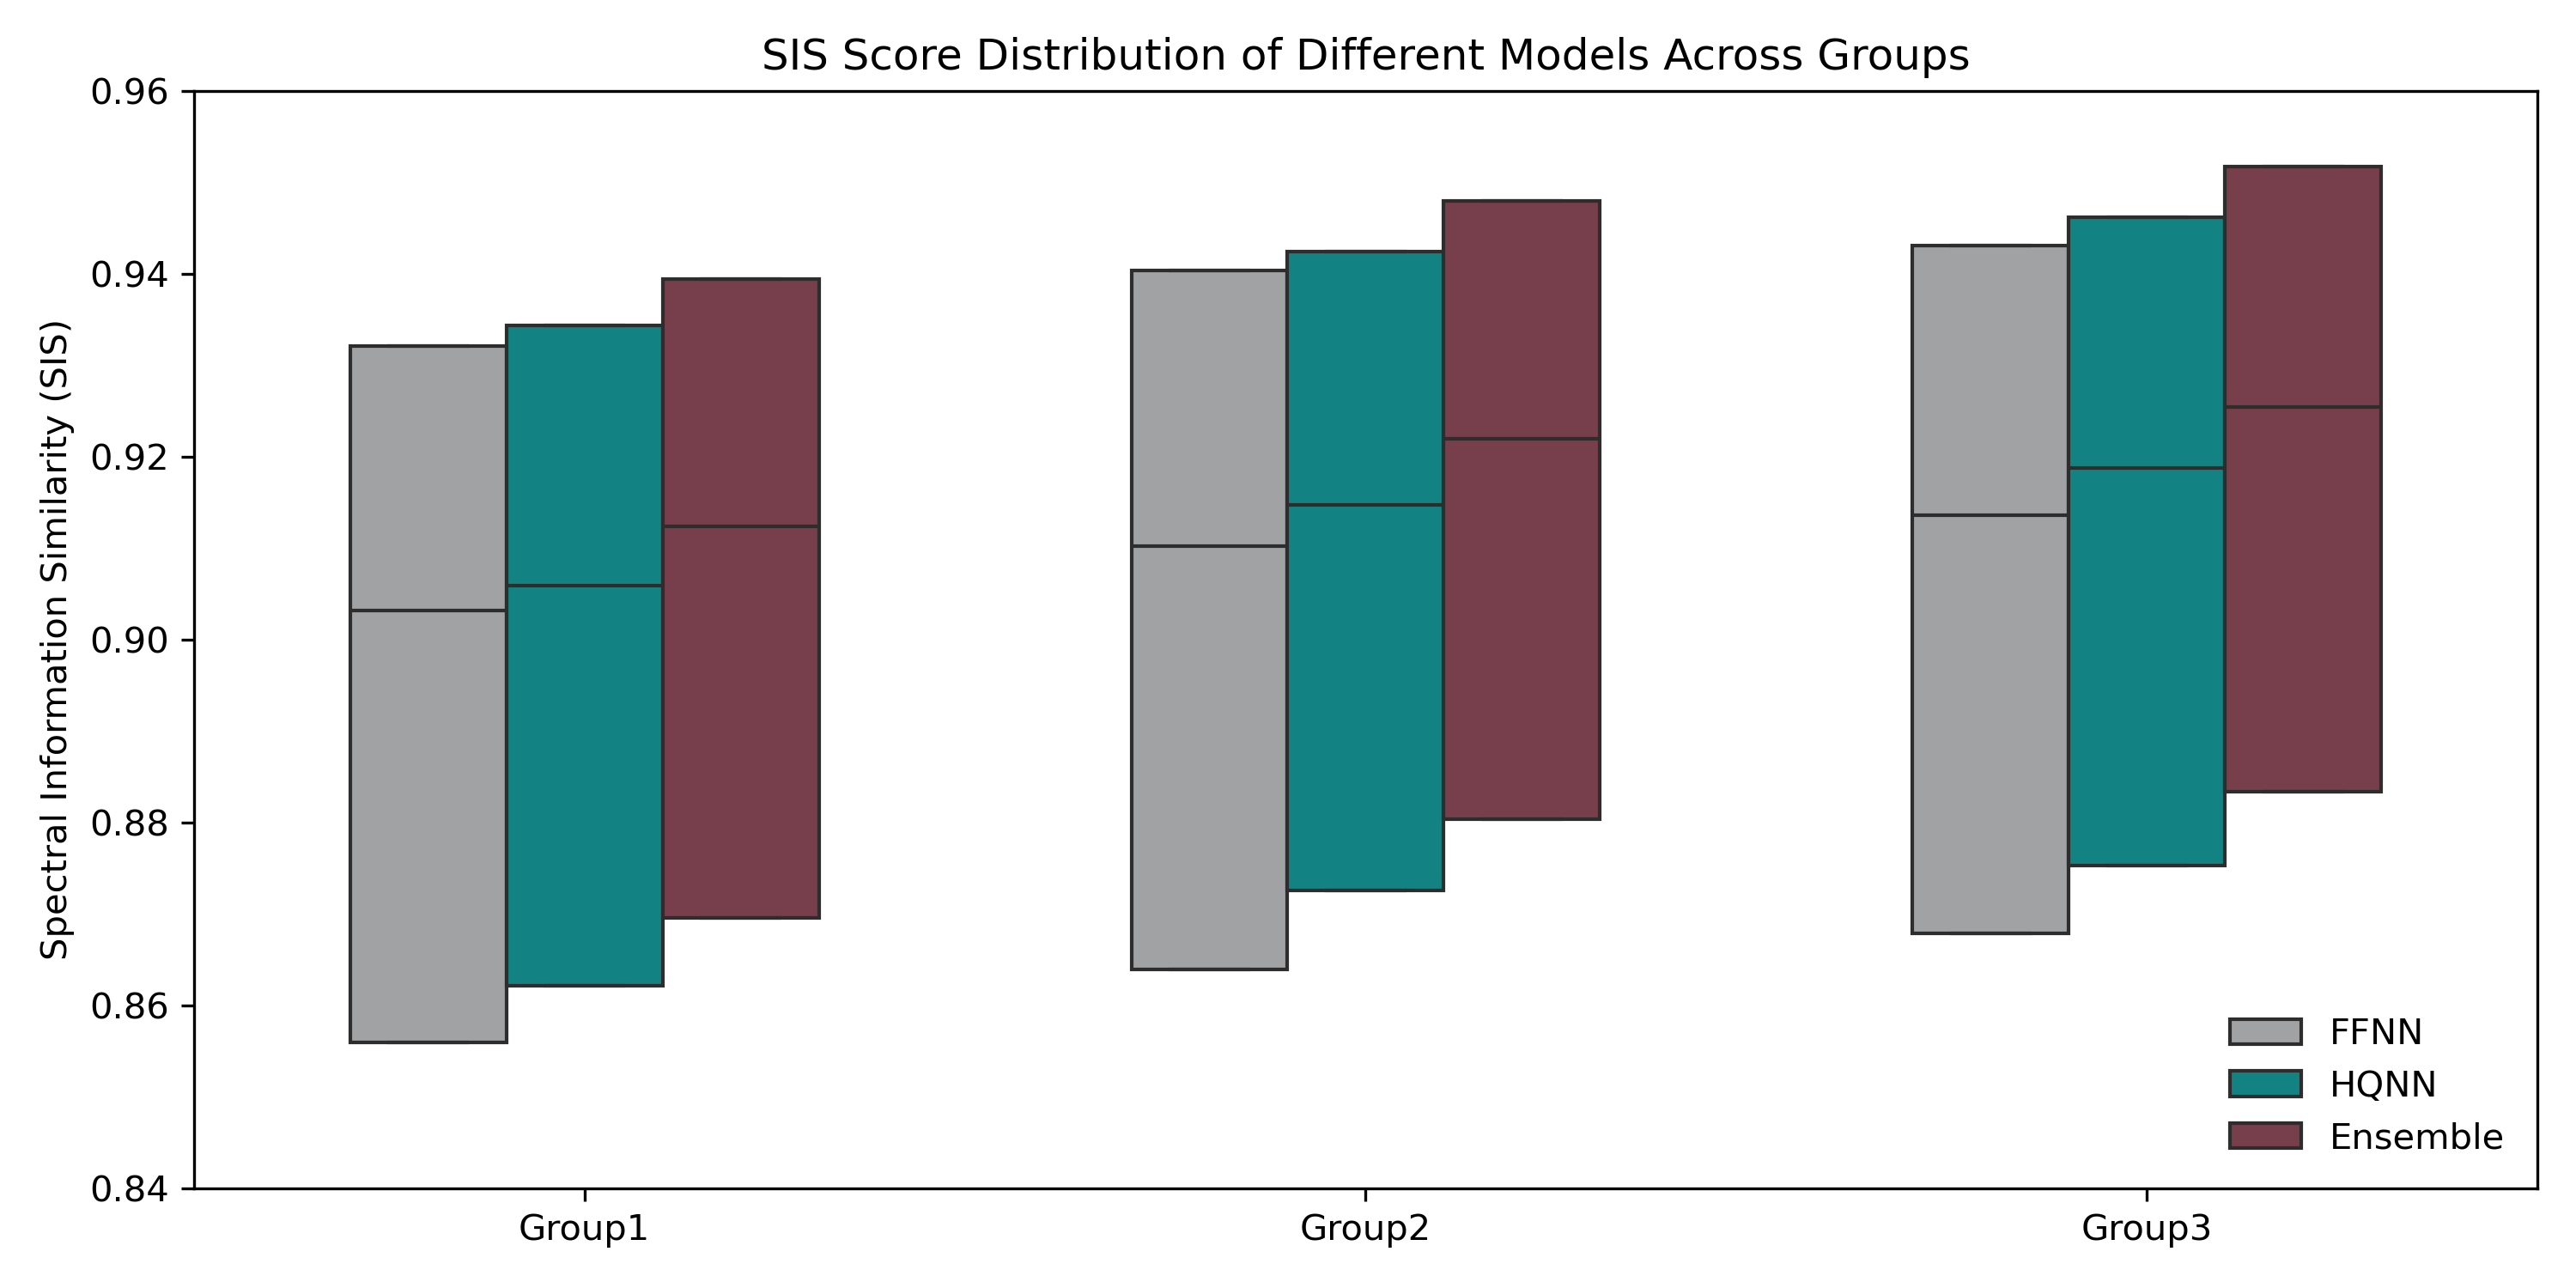 SIS Score Distribution of Different Models Across Groups
Spectral Information Similarity (SIS)
0.96
0.94
0.92
0.90
0.88
0.86
0.84
Group1
Group2
Group3
FFNN
HQNN
Ensemble